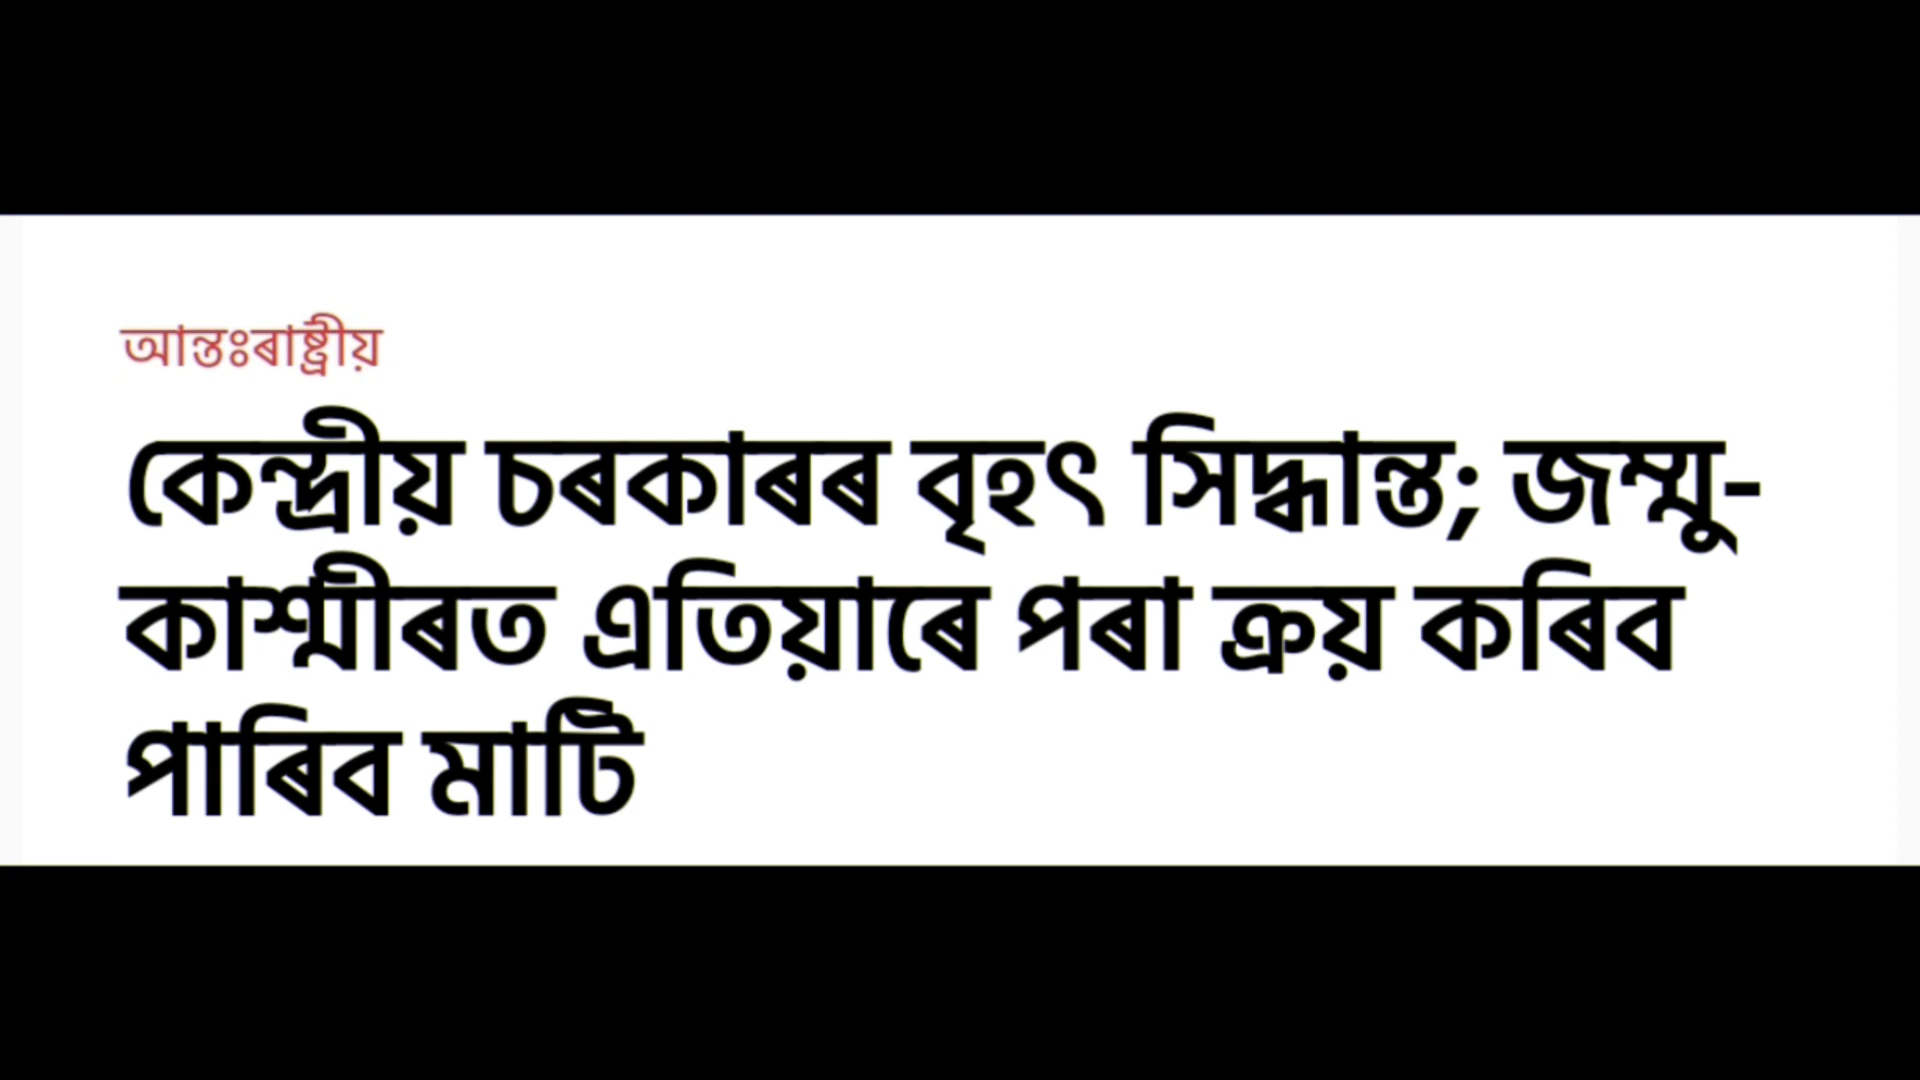 আন্তঃৰাষ্ট্ৰীয়
কেন্দ্ৰীয় চৰকাৰৰ বৃহৎ সিদ্ধান্ত; জম্মু-
কাশ্মীৰত এতিয়াৰে পৰা ক্ৰয় কৰিব
পাৰিব মাটি